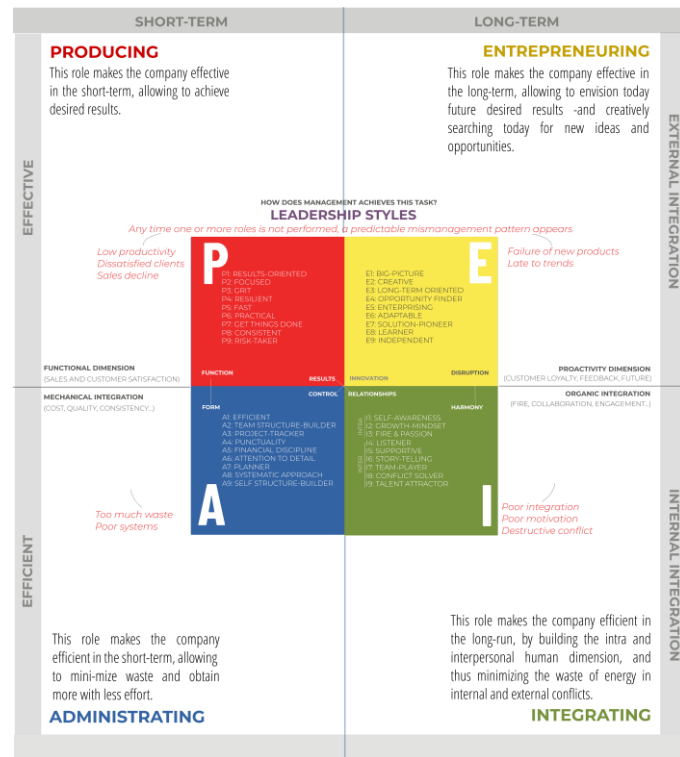 SHORT-TERM
LONG-TERM
PRODUCING
This role makes the company effective
in the short-term, allowing to achieve
desired results.
ENTREPRENEURING
This role makes the company effective in
the long-term, allowing to envision today
future desired results -and creatively
searching today for new ideas and
opportunities.
EFFECTIVE
EXTERNAL INTEGRATION
HOW DOES MANAGEMENT ACHIEVES THIS TASK?
LEADERSHIP STYLES
Any time one or more roles is not performed, a predictable mismanagement pattern appears
Low productivity
Dissatisfied clients
Sales decline
P
P1: RESULTS-ORIENTED
P2: FOCUSED
P3: GRIT
P4: RESILIENT
P5: FAST
P6: PRACTICAL
P7: GET THINGS DONE
P8: CONSISTENT
P9: RISK-TAKER
FUNCTION
RESULTS
E
E1: BIG-PICTURE
E2: CREATIVE
E3: LONG-TERM ORIENTED
E4: OPPORTUNITY FINDER
E5: ENTERPRISING
E6: ADAPTABLE
E7: SOLUTION-PIONEER
E8: LEARNER
E9: INDEPENDENT
INNOVATION
DISRUPTION
Failure of new products
Late to trends
FUNCTIONAL DIMENSION
(SALES AND CUSTOMER SATISFACTION)
PROACTIVITY DIMENSION
(CUSTOMER LOYALTY, FEEDBACK, FUTURE)
MECHANICAL INTEGRATION
(COST, QUALITY, CONSISTENCY...)
ORGANIC INTEGRATION
(FIRE, COLLABORATION, ENGAGEMENT...)
CONTROL
FORM
A1: EFFICIENT
A2: TEAM STRUCTURE-BUILDER
A3: PROJECT-TRACKER
A4: PUNCTUALITY
A5: FINANCIAL DISCIPLINE
A6: ATTENTION TO DETAIL
A7: PLANNER
A8: SYSTEMATIC APPROACH
A9: SELF STRUCTURE-BUILDER
A
RELATIONSHIPS
HARMONY
INTRA
I1: SELF-AWARENESS
I2: GROWTH-MINDSET
I3: FIRE & PASSION
INTER
I4: LISTENER
I5: SUPPORTIVE
I6: STORY-TELLING
I7: TEAM-PLAYER
I8: CONFLICT SOLVER
I9: TALENT ATTRACTOR
I
Too much waste
Poor systems
Poor integration
Poor motivation
Destructive conflict
EFFICIENT
INTERNAL INTEGRATION
This role makes the company
efficient in the short-term, allowing
to mini-mize waste and obtain
more with less effort.
ADMINISTRATING
This role makes the company efficient in
the long-run, by building the intra and
interpersonal human dimension, and
thus minimizing the waste of energy in
internal and external conflicts.
INTEGRATING